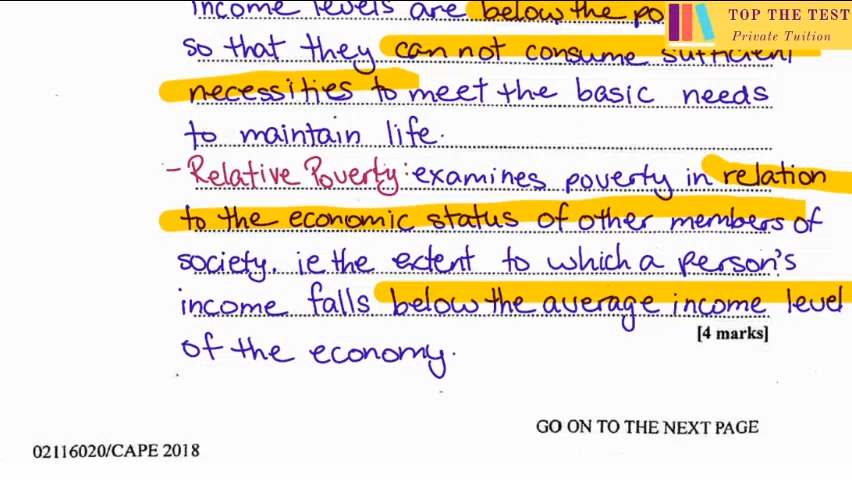 income levels are below the po
TOP THE TEST
Private Tuition
so that they can not consume sufficient
necessities to meet the basic needs
to maintain life.
- Relative Poverty: examines poverty in relation
to the economic status of other members of
society. ie the extent to which a person's
income falls below the average income level
[4 marks]
of the economy.
GO ON TO THE NEXT PAGE
02116020/CAPE 2018